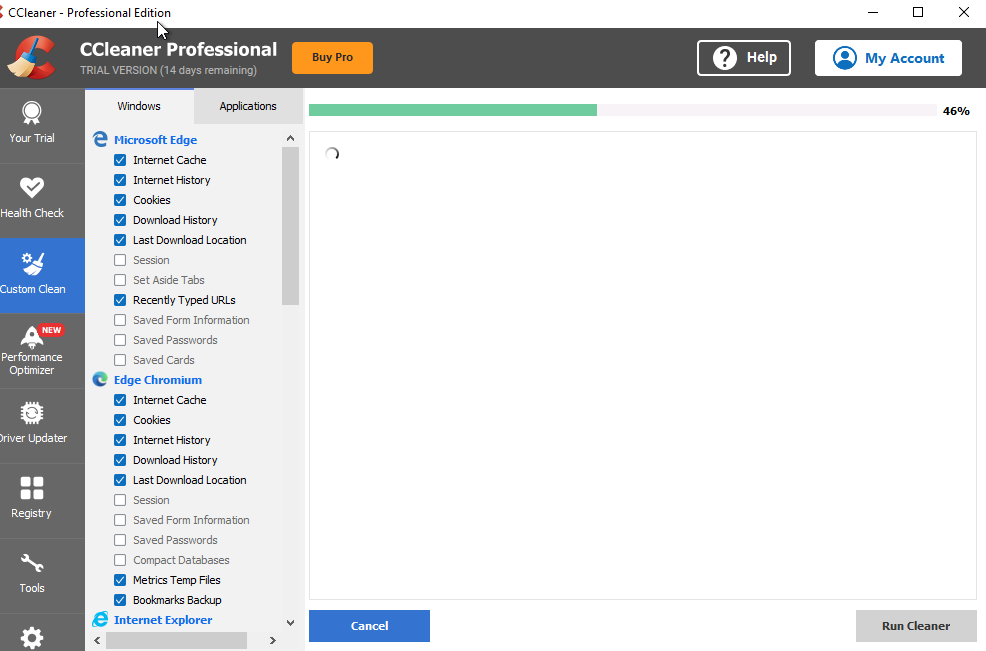 CCleaner - Professional Edition
CCleaner Professional
TRIAL VERSION (14 days remaining)
Buy Pro
Help
My Account
Your Trial
Health Check
Custom Clean
NEW
Performance
Optimizer
Driver Updater
Registry
Tools
Windows
Applications
Microsoft Edge
Internet Cache
Internet History
Cookies
Download History
Last Download Location
Session
Set Aside Tabs
Recently Typed URLs
Saved Form Information
Saved Passwords
Saved Cards
Edge Chromium
Internet Cache
Cookies
Internet History
Download History
Last Download Location
Session
Saved Form Information
Saved Passwords
Compact Databases
Metrics Temp Files
Bookmarks Backup
Internet Explorer
46%
Cancel
Run Cleaner